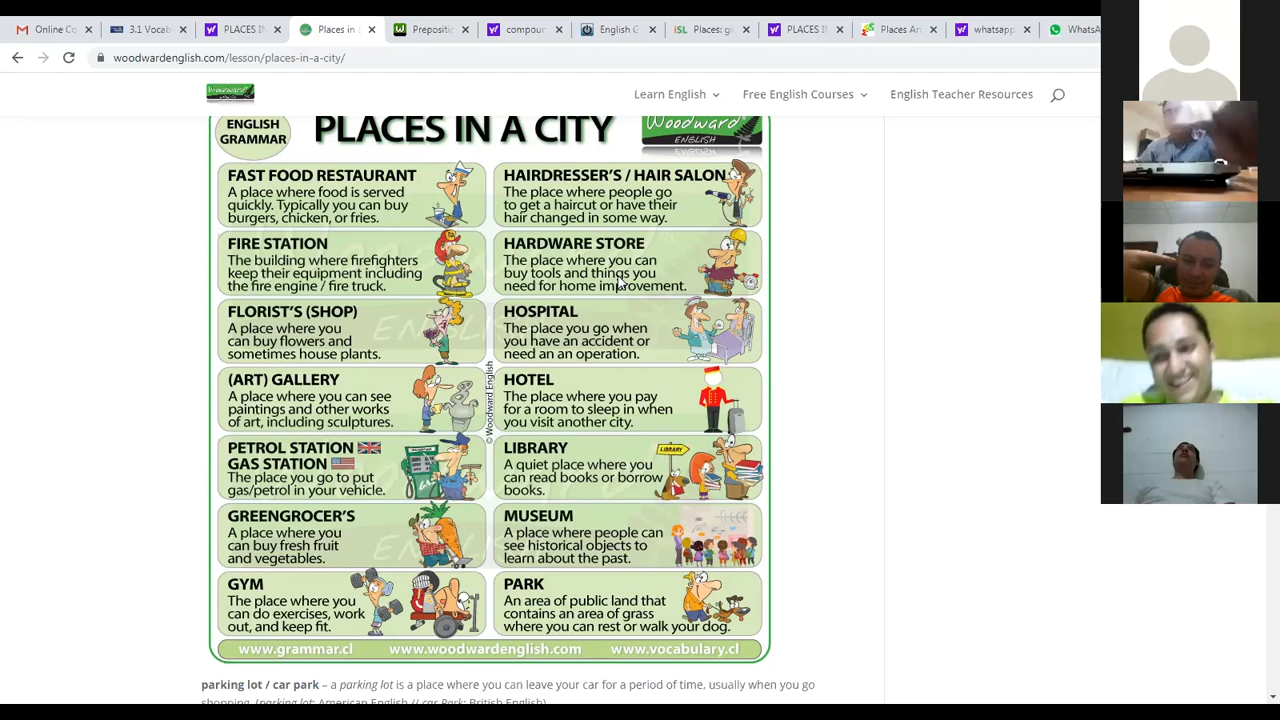 Online C
3.1 Vocab
PLACES IN
Places in a
Prepositic
compour
English G
Places: gi
PLACES IN
Places Aro
whatsapp
WhatsA
woodwardenglish.com/lesson/places-in-a-city/
Woodward
Learn English
Free English Courses
English Teacher Resources
ENGLISH
GRAMMAR
PLACES IN A CITY
Woodward
ENGLISH
FAST FOOD RESTAURANT
A place where food is served
quickly. Typically you can buy
burgers, chicken, or fries.
HAIRDRESSER'S / HAIR SALON
The place where people go
to get a haircut or have their
hair changed in some way.
FIRE STATION
The building where firefighters
keep their equipment including
the fire engine / fire truck.
HARDWARE STORE
The place where you can
buy tools and things you
need for home improvement.
FLORIST'S (SHOP)
A place where you
can buy flowers and
sometimes house plants.
HOSPITAL
The place you go when
you have an accident or
need an an operation.
(ART) GALLERY
A place where you can see
paintings and other works
of art, including sculptures.
HOTEL
The place where you pay
for a room to sleep in when
you visit another city.
© Woodward English
PETROL STATION
GAS STATION
The place you go to put
gas/petrol in your vehicle.
LIBRARY
A quiet place where you
can read books or borrow
books.
LIBRARY
GREENGROCER'S
A place where you
can buy fresh fruit
and vegetables.
MUSEUM
A place where people can
see historical objects to
learn about the past.
GYM
The place where you
can do exercises, work
out, and keep fit.
PARK
An area of public land that
contains an area of grass
where you can rest or walk your dog.
www.grammar.cl www.woodwardenglish.com www.vocabulary.cl
parking lot / car park – a parking lot is a place where you can leave your car for a period of time, usually when you go
shopping. (parking lot: American English // car Park: British English)